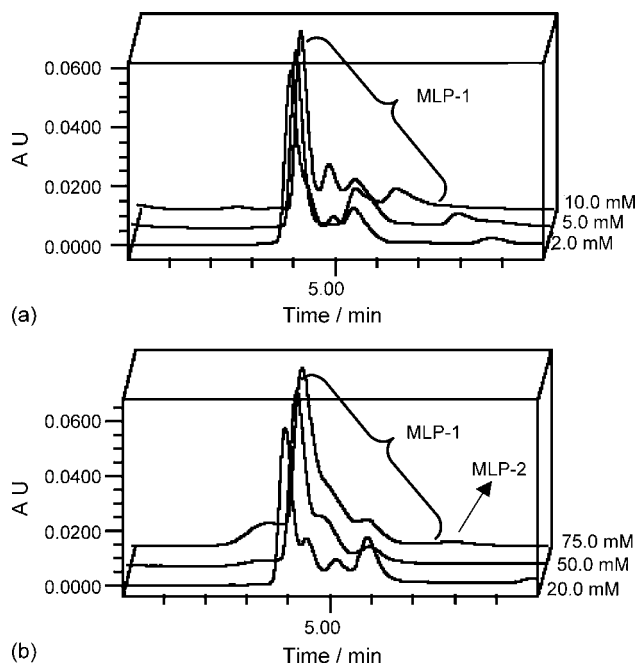 (a)
A U
0.0600
0.0400
0.0200
0.0000
MLP-1
10.0 mM
5.0 mM
2.0 mM
5.00
Time / min
(b)
A U
0.0600
0.0400
0.0200
0.0000
MLP-1
MLP-2
75.0 mM
50.0 mM
20.0 mM
5.00
Time / min